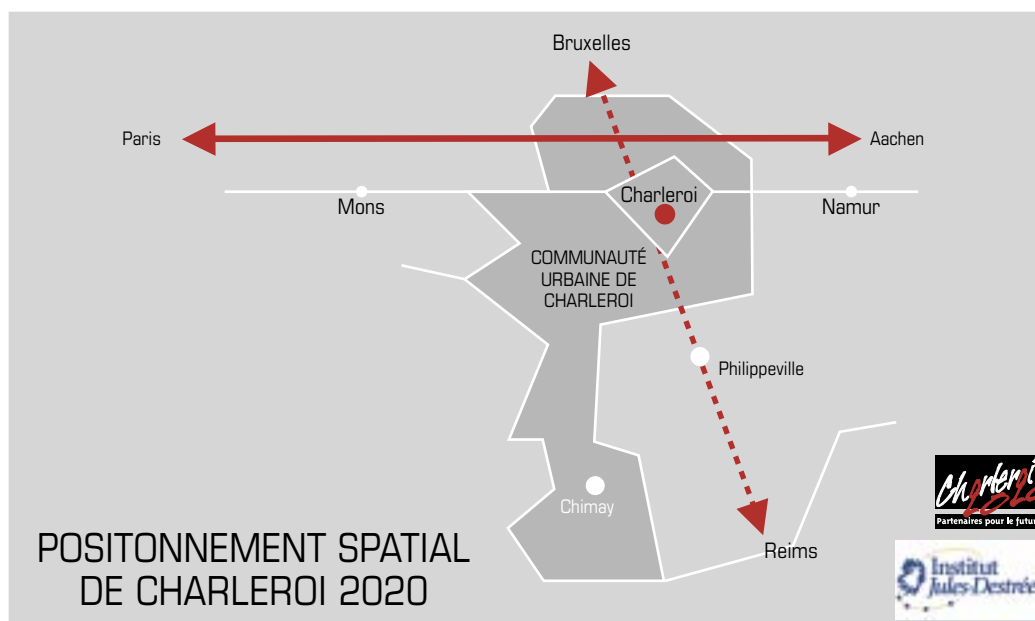 Bruxelles
Paris
Aachen
Charleroi
Mons
Namur
COMMUNAUTÉ
URBAINE DE
CHARLEROI
Philippeville
Chimay
Reims
POSITONNEMENT SPATIAL
DE CHARLEROI 2020
Partenaires pour le futur
Institut
Jules-Destrée